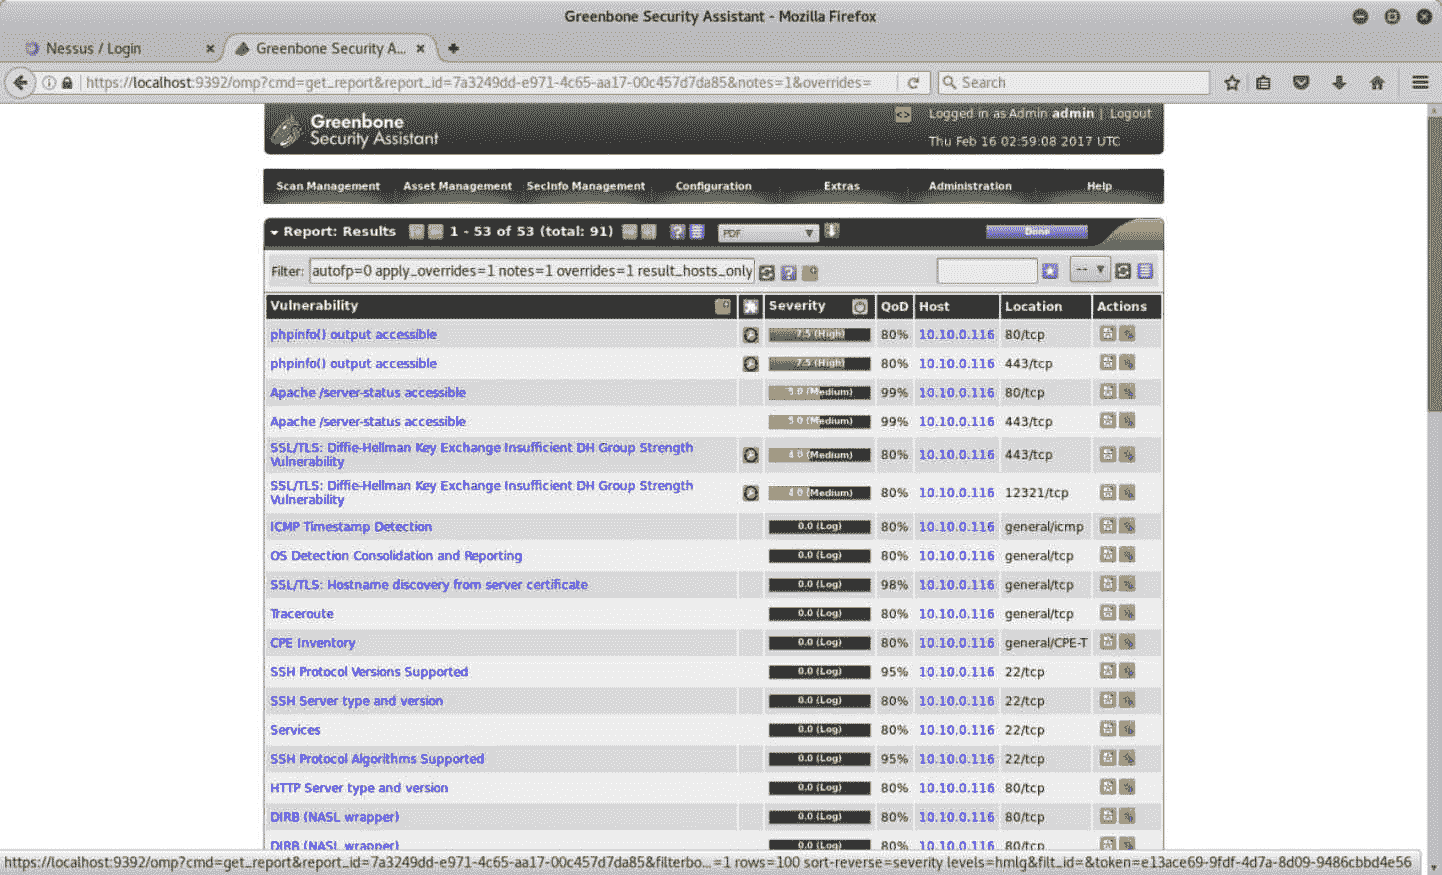 Greenbone Security Assistant - Mozilla Firefox
Nessus / Login
Greenbone Security A...
https://localhost:9392/omp?cmd=get_report&report_id=7a3249dd-e971-4c65-aa17-00c457d7da85&notes=1&overrides=
Search
Greenbone
Security Assistant
Logged in as Admin admin | Logout
Thu Feb 16 02:59:08 2017 UTC
Scan Management Asset Management SecInfo Management Configuration Extras Administration Help
Report: Results 1 - 53 of 53 (total: 91) PDF Done
Filter: autofp=0 apply_overrides=1 notes=1 overrides=1 result_hosts_only --
Vulnerability Severity QoD Host Location Actions
phpinfo() output accessible 7.5 (High) 80% 10.10.0.116 80/tcp
phpinfo() output accessible 7.5 (High) 80% 10.10.0.116 443/tcp
Apache /server-status accessible 5.0 (Medium) 99% 10.10.0.116 80/tcp
Apache /server-status accessible 5.0 (Medium) 99% 10.10.0.116 443/tcp
SSL/TLS: Diffie-Hellman Key Exchange Insufficient DH Group Strength
Vulnerability 4.0 (Medium) 80% 10.10.0.116 443/tcp
SSL/TLS: Diffie-Hellman Key Exchange Insufficient DH Group Strength
Vulnerability 4.0 (Medium) 80% 10.10.0.116 12321/tcp
ICMP Timestamp Detection 0.0 (Log) 80% 10.10.0.116 general/icmp
OS Detection Consolidation and Reporting 0.0 (Log) 80% 10.10.0.116 general/tcp
SSL/TLS: Hostname discovery from server certificate 0.0 (Log) 98% 10.10.0.116 general/tcp
Traceroute 0.0 (Log) 80% 10.10.0.116 general/tcp
CPE Inventory 0.0 (Log) 80% 10.10.0.116 general/CPE-T
SSH Protocol Versions Supported 0.0 (Log) 95% 10.10.0.116 22/tcp
SSH Server type and version 0.0 (Log) 80% 10.10.0.116 22/tcp
Services 0.0 (Log) 80% 10.10.0.116 22/tcp
SSH Protocol Algorithms Supported 0.0 (Log) 95% 10.10.0.116 22/tcp
HTTP Server type and version 0.0 (Log) 80% 10.10.0.116 80/tcp
DIRB (NASL wrapper) 0.0 (Log) 80% 10.10.0.116 80/tcp
DIRB (NASL wrapper) 0.0 (Log) 80% 10.10.0.116 443/tcp
https://localhost:9392/omp?cmd=get_report&report_id=7a3249dd-e971-4c65-aa17-00c457d7da85&filterbo...=1 rows=100 sort-reverse=severity levels=hmlg&filt_id=&token=e13ace69-9fdf-4d7a-8d09-9486cbbd4e56